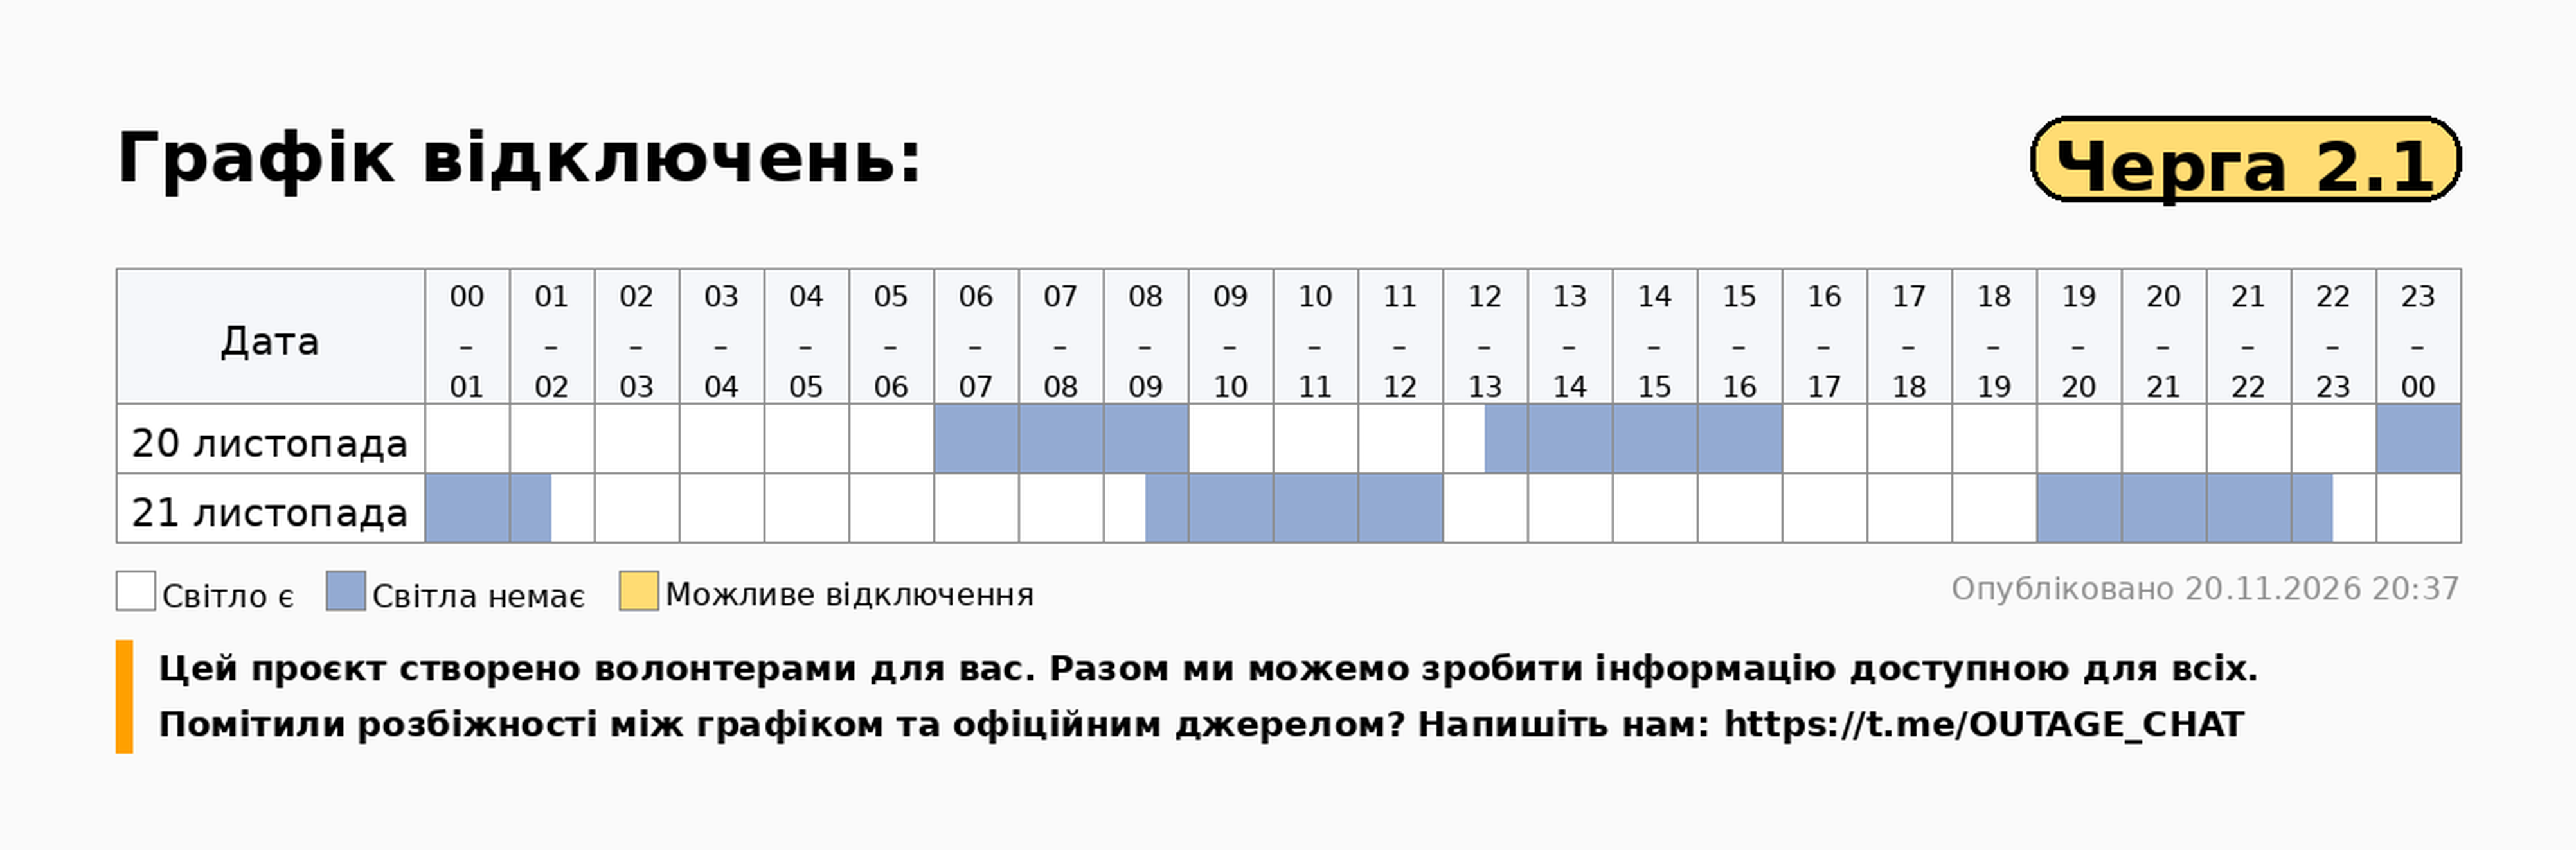 Графік відключень:
Черга 2.1
Дата 00 – 01 01 – 02 02 – 03 03 – 04 04 – 05 05 – 06 06 – 07 07 – 08 08 – 09 09 – 10 10 – 11 11 – 12 12 – 13 13 – 14 14 – 15 15 – 16 16 – 17 17 – 18 18 – 19 19 – 20 20 – 21 21 – 22 22 – 23 23 – 00
20 листопада
21 листопада
Світло є Світла немає Можливе відключення
Опубліковано 20.11.2026 20:37
Цей проєкт створено волонтерами для вас. Разом ми можемо зробити інформацію доступною для всіх.
Помітили розбіжності між графіком та офіційним джерелом? Напишіть нам: https://t.me/OUTAGE_CHAT